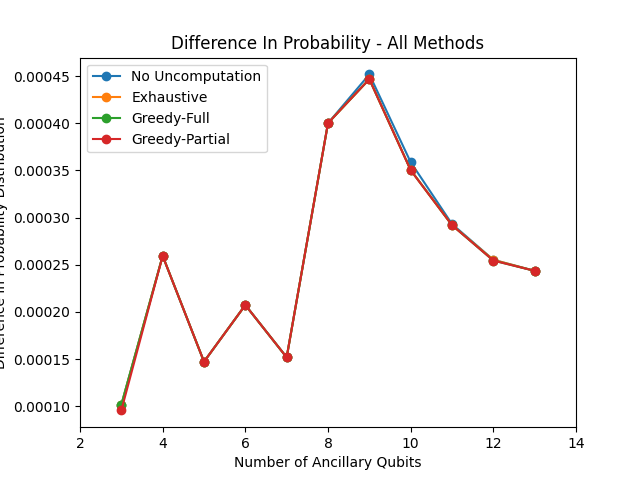 Difference In Probability - All Methods
No Uncomputation
Exhaustive
Greedy-Full
Greedy-Partial
0.00045
0.00040
0.00035
0.00030
0.00025
0.00020
0.00015
0.00010
in Probability Distribution
2 4 6 8 10 12 14
Number of Ancillary Qubits